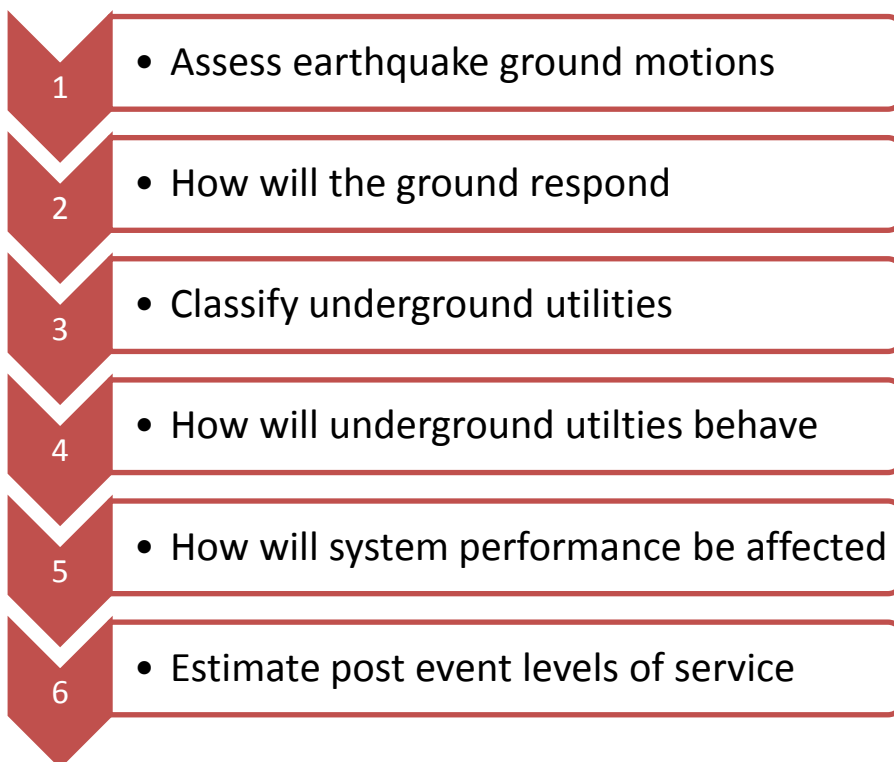 1 • Assess earthquake ground motions
2 • How will the ground respond
3 • Classify underground utilities
4 • How will underground utilties behave
5 • How will system performance be affected
6 • Estimate post event levels of service